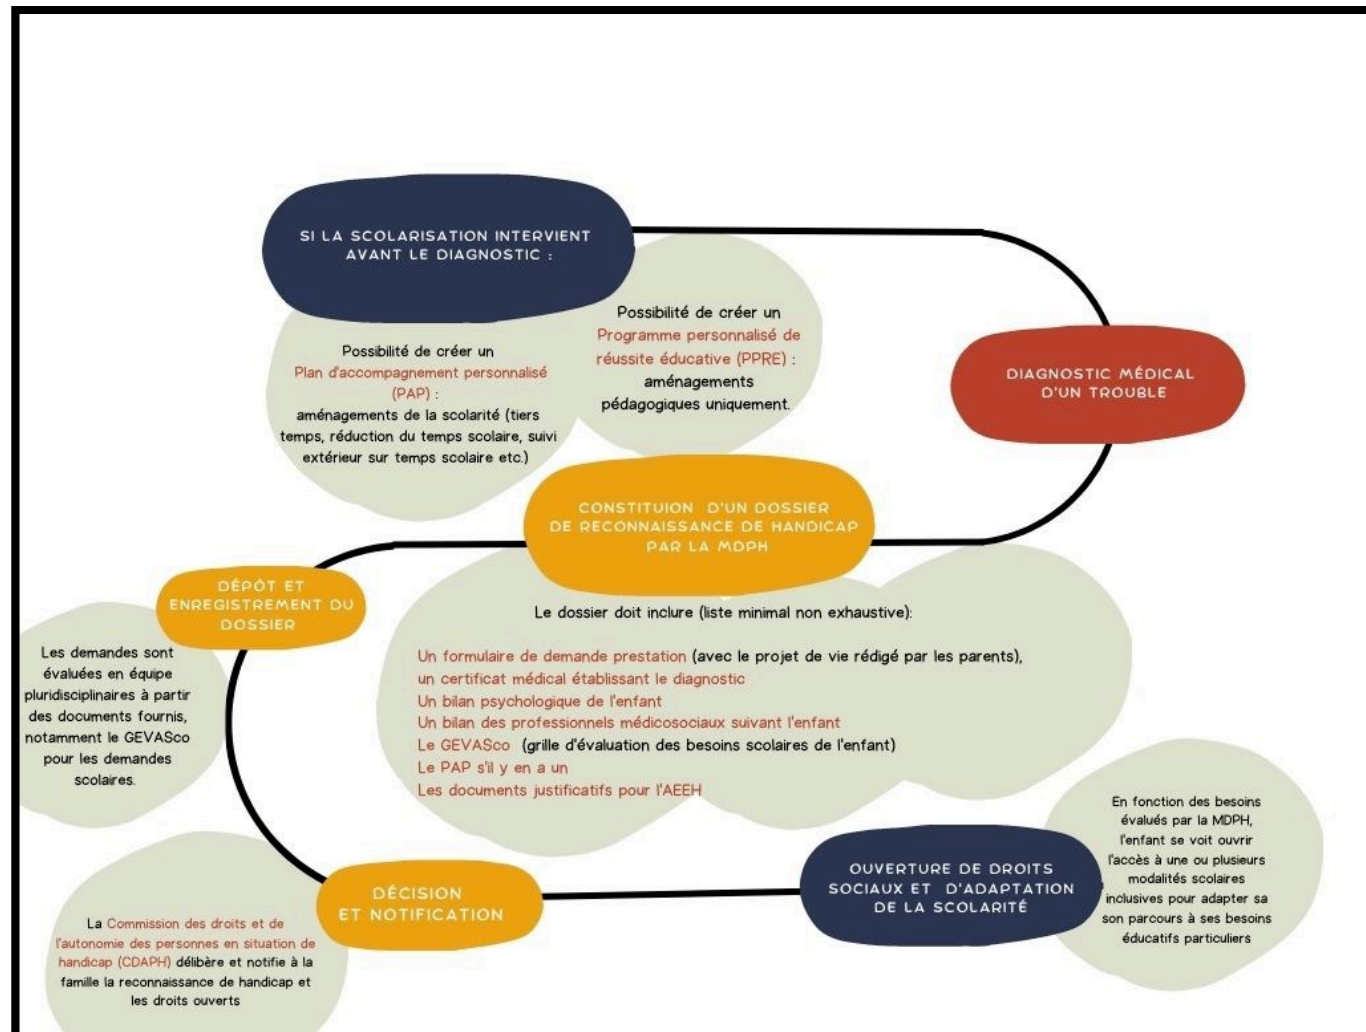 SI LA SCOLARISATION INTERVIENT
AVANT LE DIAGNOSTIC :
Possibilité de créer un
Plan d'accompagnement personnalisé
(PAP) :
aménagements de la scolarité (tiers
temps, réduction du temps scolaire, suivi
extérieur sur temps scolaire etc.)
Possibilité de créer un
Programme personnalisé de
réussite éducative (PPRE) :
aménagements
pédagogiques uniquement.
DIAGNOSTIC MÉDICAL
D'UN TROUBLE
CONSTITUION D'UN DOSSIER
DE RECONNAISSANCE DE HANDICAP
PAR LA MDPH
Le dossier doit inclure (liste minimal non exhaustive):
Un formulaire de demande prestation (avec le projet de vie rédigé par les parents),
un certificat médical établissant le diagnostic
Un bilan psychologique de l'enfant
Un bilan des professionnels médicosociaux suivant l'enfant
Le GEVASco (grille d'évaluation des besoins scolaires de l'enfant)
Le PAP s'il y en a un
Les documents justificatifs pour l'AEEH
DÉPÔT ET
ENREGISTREMENT DU
DOSSIER
Les demandes sont
évaluées en équipe
pluridisciplinaires à partir
des documents fournis,
notamment le GEVASco
pour les demandes
scolaires.
DÉCISION
ET NOTIFICATION
La Commission des droits et de
l'autonomie des personnes en situation de
handicap (CDAPH) délibère et notifie à la
famille la reconnaissance de handicap et
les droits ouverts
OUVERTURE DE DROITS
SOCIAUX ET D'ADAPTATION
DE LA SCOLARITÉ
En fonction des besoins
évalués par la MDPH,
l'enfant se voit ouvrir
l'accès à une ou plusieurs
modalités scolaires
inclusives pour adapter sa
son parcours à ses besoins
éducatifs particuliers